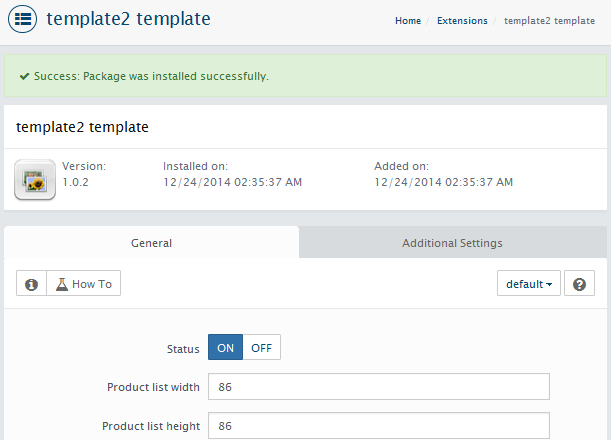 template2 template
Home / Extensions / template2 template
Success: Package was installed successfully.
template2 template
Version: Installed on: Added on:
1.0.2 12/24/2014 02:35:37 AM 12/24/2014 02:35:37 AM
General Additional Settings
How To default
Status ON OFF
Product list width 86
Product list height 86